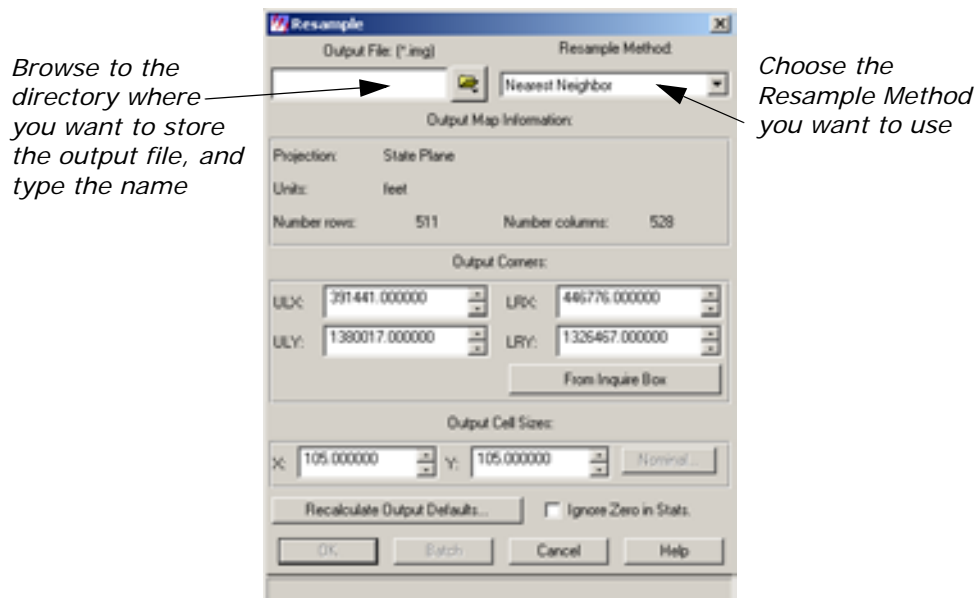 Resample
Output File: (*.img)
Resample Method:
Browse to the
directory where
you want to store
the output file, and
type the name
Nearest Neighbor
Choose the
Resample Method
you want to use
Output Map Information:
Projection: State Plane
Units: feet
Number rows: 511 Number columns: 528
Output Corners:
ULX: 391441.000000 LRX: 446776.000000
ULY: 1380017.000000 LRY: 1326467.000000
From Inquire Box
Output Cell Sizes:
X: 105.000000 Y: 105.000000 Nominal...
Recalculate Output Defaults... Ignore Zero in Stats.
OK Batch Cancel Help